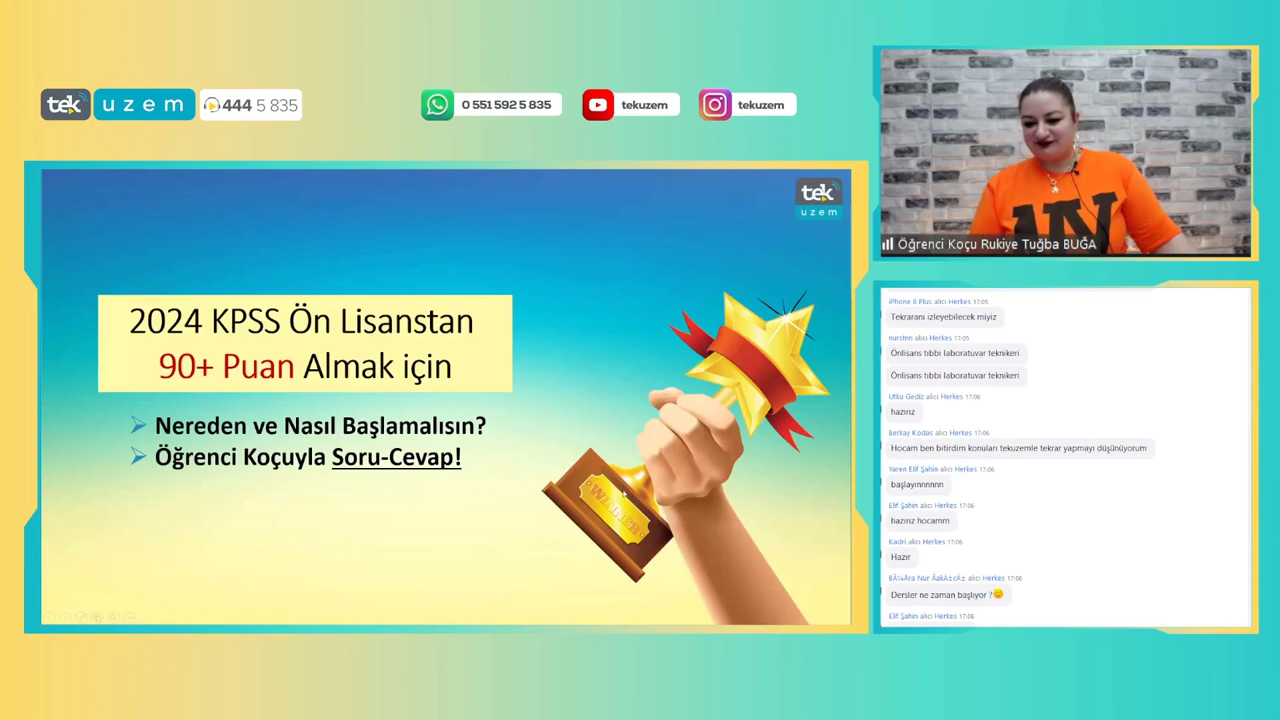 tek uzem 444 5 835
0 551 592 5 835
tekuzem
tekuzem
tek
uzem
2024 KPSS Ön Lisanstan
90+ Puan Almak için
Nereden ve Nasıl Başlamalısın?
Öğrenci Koçuyla Soru-Cevap!
WINNER
Öğrenci Koçu Rukiye Tuğba BUĞA
iPhone 8 Plus alıcı Herkes 17:05
Tekraranı izleyebilecek miyiz
nurstnn alıcı Herkes 17:05
Önlisans tıbbi laboratuvar teknikeri
Önlisans tıbbi laboratuvar teknikeri
Utku Gediz alıcı Herkes 17:06
hazırız
Berkay Kodas alıcı Herkes 17:06
Hocam ben bitirdim konuları tekuzemle tekrar yapmayı düşünüyorum
Yaren Elif Şahin alıcı Herkes 17:06
başlayınnnnnn
Elif Şahin alıcı Herkes 17:06
hazırız hocamm
Kadri alıcı Herkes 17:06
Hazır
Nur alıcı Herkes 17:06
Dersler ne zaman başlıyor ?😊
Elif Şahin alıcı Herkes 17:06